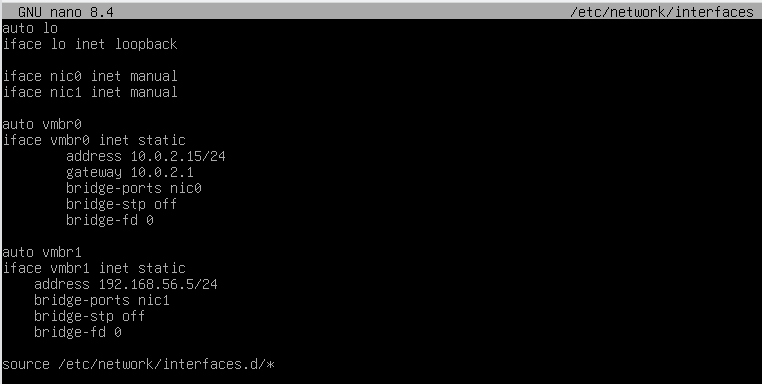 GNU nano 8.4 /etc/network/interfaces
auto lo
iface lo inet loopback
iface nic0 inet manual
iface nic1 inet manual
auto vmbr0
iface vmbr0 inet static
address 10.0.2.15/24
gateway 10.0.2.1
bridge-ports nic0
bridge-stp off
bridge-fd 0
auto vmbr1
iface vmbr1 inet static
address 192.168.56.5/24
bridge-ports nic1
bridge-stp off
bridge-fd 0
source /etc/network/interfaces.d/*